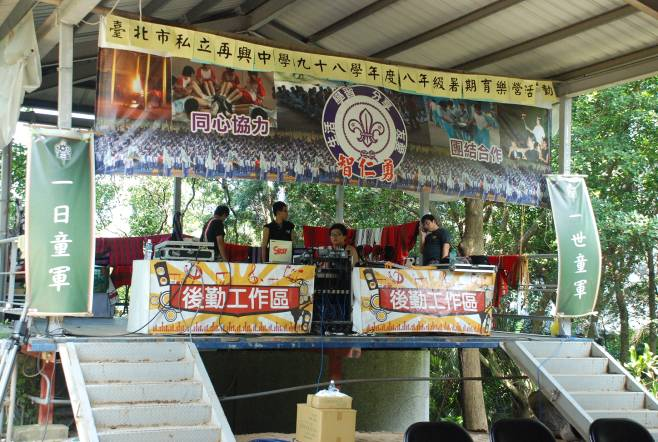 臺北市私立再興中學九十八學年度八年級暑期育樂營活動
同心協力
智仁勇
團結合作
一日童軍
一世童軍
後勤工作區
後勤工作區